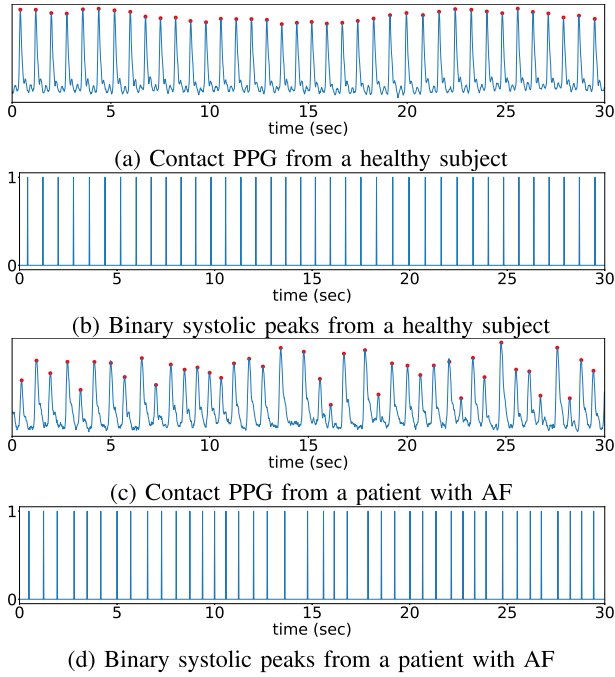 0 5 10 15 20 25 30
time (sec)
(a) Contact PPG from a healthy subject
1
0
0 5 10 15 20 25 30
time (sec)
(b) Binary systolic peaks from a healthy subject
0 5 10 15 20 25 30
time (sec)
(c) Contact PPG from a patient with AF
1
0
0 5 10 15 20 25 30
time (sec)
(d) Binary systolic peaks from a patient with AF